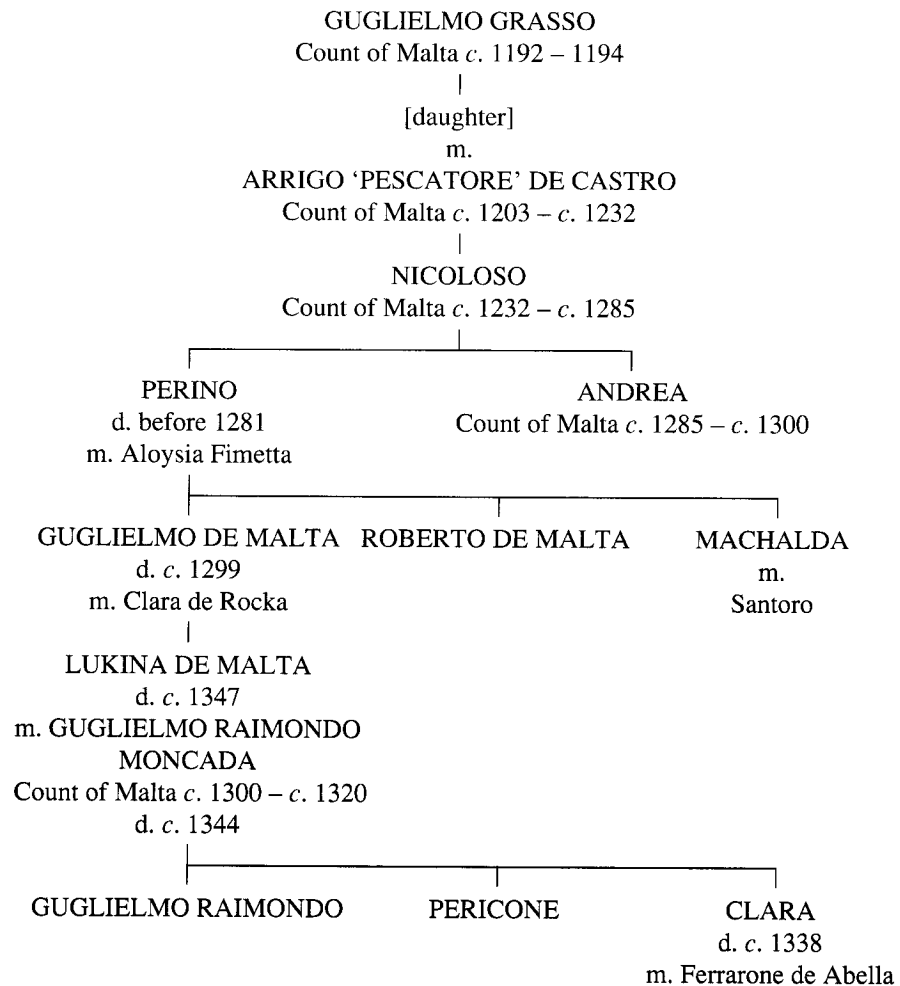 GUGLIELMO GRASSO
Count of Malta c. 1192 – 1194
[daughter]
m.
ARRIGO ‘PESCATORE’ DE CASTRO
Count of Malta c. 1203 – c. 1232
NICOLOSO
Count of Malta c. 1232 – c. 1285
PERINO
d. before 1281
m. Aloysia Fimetta
ANDREA
Count of Malta c. 1285 – c. 1300
GUGLIELMO DE MALTA
d. c. 1299
m. Clara de Rocka
ROBERTO DE MALTA
MACHALDA
m.
Santoro
LUKINA DE MALTA
d. c. 1347
m. GUGLIELMO RAIMONDO
MONCADA
Count of Malta c. 1300 – c. 1320
d. c. 1344
GUGLIELMO RAIMONDO
PERICONE
CLARA
d. c. 1338
m. Ferrarone de Abella